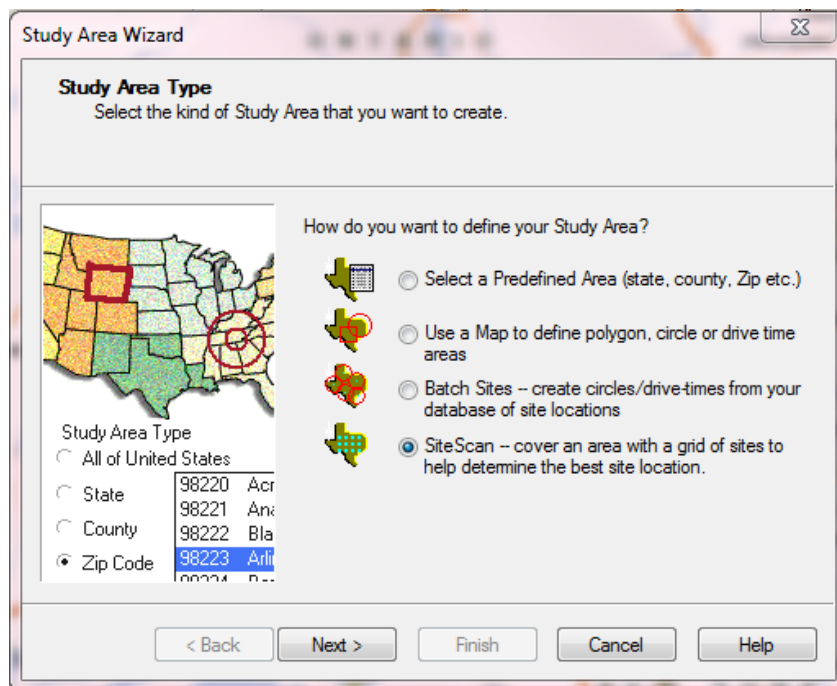 Study Area Wizard
Study Area Type
Select the kind of Study Area that you want to create.
How do you want to define your Study Area?
Select a Predefined Area (state, county, Zip etc.)
Use a Map to define polygon, circle or drive time
areas
Batch Sites -- create circles/drive-times from your
database of site locations
SiteScan -- cover an area with a grid of sites to
help determine the best site location.
Study Area Type
All of United States
State
County
Zip Code
98220 Acr
98221 Ana
98222 Bla
98223 Arlin
< Back
Next >
Finish
Cancel
Help